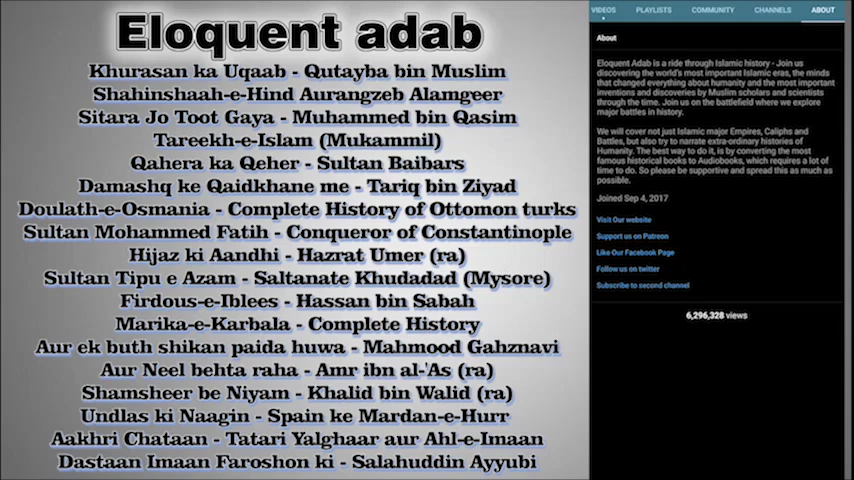 Eloquent adab
Khurasan ka Uqaab - Qutayba bin Muslim
Shahinshaah-e-Hind Aurangzeb Alamgeer
Sitara Jo Toot Gaya - Muhammed bin Qasim
Tareekh-e-Islam (Mukammil)
Qahera ka Qeher - Sultan Baibars
Damashq ke Qaidkhane me - Tariq bin Ziyad
Doulath-e-Osmania - Complete History of Ottomon turks
Sultan Mohammed Fatih - Conqueror of Constantinople
Hijaz ki Aandhi - Hazrat Umer (ra)
Sultan Tipu e Azam - Saltanate Khudadad (Mysore)
Firdous-e-Iblees - Hassan bin Sabah
Marika-e-Karbala - Complete History
Aur ek buth shikan paida huwa - Mahmood Gahznavi
Aur Neel behta raha - Amr ibn al-'As (ra)
Shamsheer be Niyam - Khalid bin Walid (ra)
Undlas ki Naagin - Spain ke Mardan-e-Hurr
Aakhri Chataan - Tatari Yalghaar aur Ahl-e-Imaan
Dastaan Imaan Faroshon ki - Salahuddin Ayyubi
VIDEOS PLAYLISTS COMMUNITY CHANNELS ABOUT
About
Eloquent Adab is a ride through Islamic history - Join us
discovering the world's most important Islamic eras, the minds
that changed everything about humanity and the most important
inventions and discoveries by Muslim scholars and scientists
through the time. Join us on the battlefield where we explore
major battles in history.
We will cover not just Islamic major Empires, Caliphs and
Battles, but also try to narrate extra-ordinary histories of
Humanity. The best way to do it, is by converting the most
famous historical books to Audiobooks, which requires a lot of
time to do. So please be supportive and spread this as much as
possible.
Joined Sep 4, 2017
Visit Our website
Support us on Patreon
Like Our Facebook Page
Follow us on twitter
Subscribe to second channel
6,296,328 views